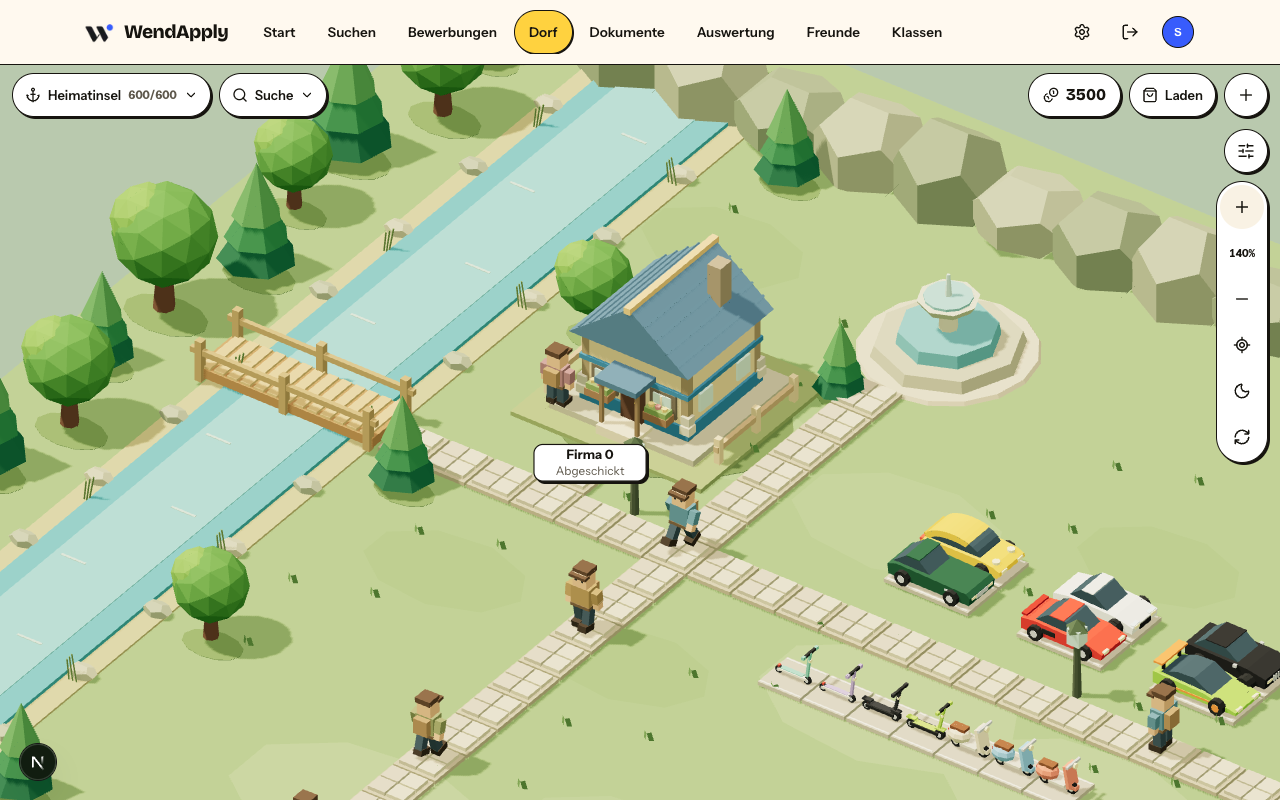 WendApply
Start
Suchen
Bewerbungen
Dorf
Dokumente
Auswertung
Freunde
Klassen
S
Heimatinsel 600/600
Suche
3500
Laden
140%
Firma 0
Abgeschickt
N